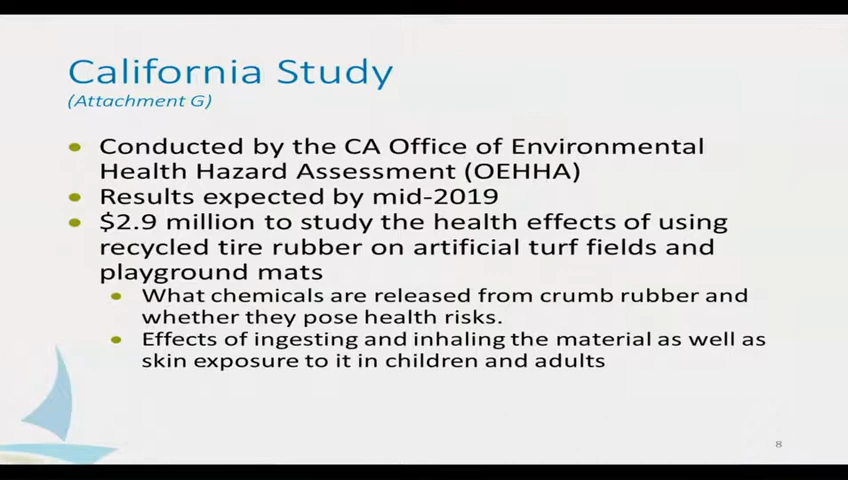 California Study
(Attachment G)
• Conducted by the CA Office of Environmental
Health Hazard Assessment (OEHHA)
• Results expected by mid-2019
• $2.9 million to study the health effects of using
recycled tire rubber on artificial turf fields and
playground mats
• What chemicals are released from crumb rubber and
whether they pose health risks.
• Effects of ingesting and inhaling the material as well as
skin exposure to it in children and adults
8